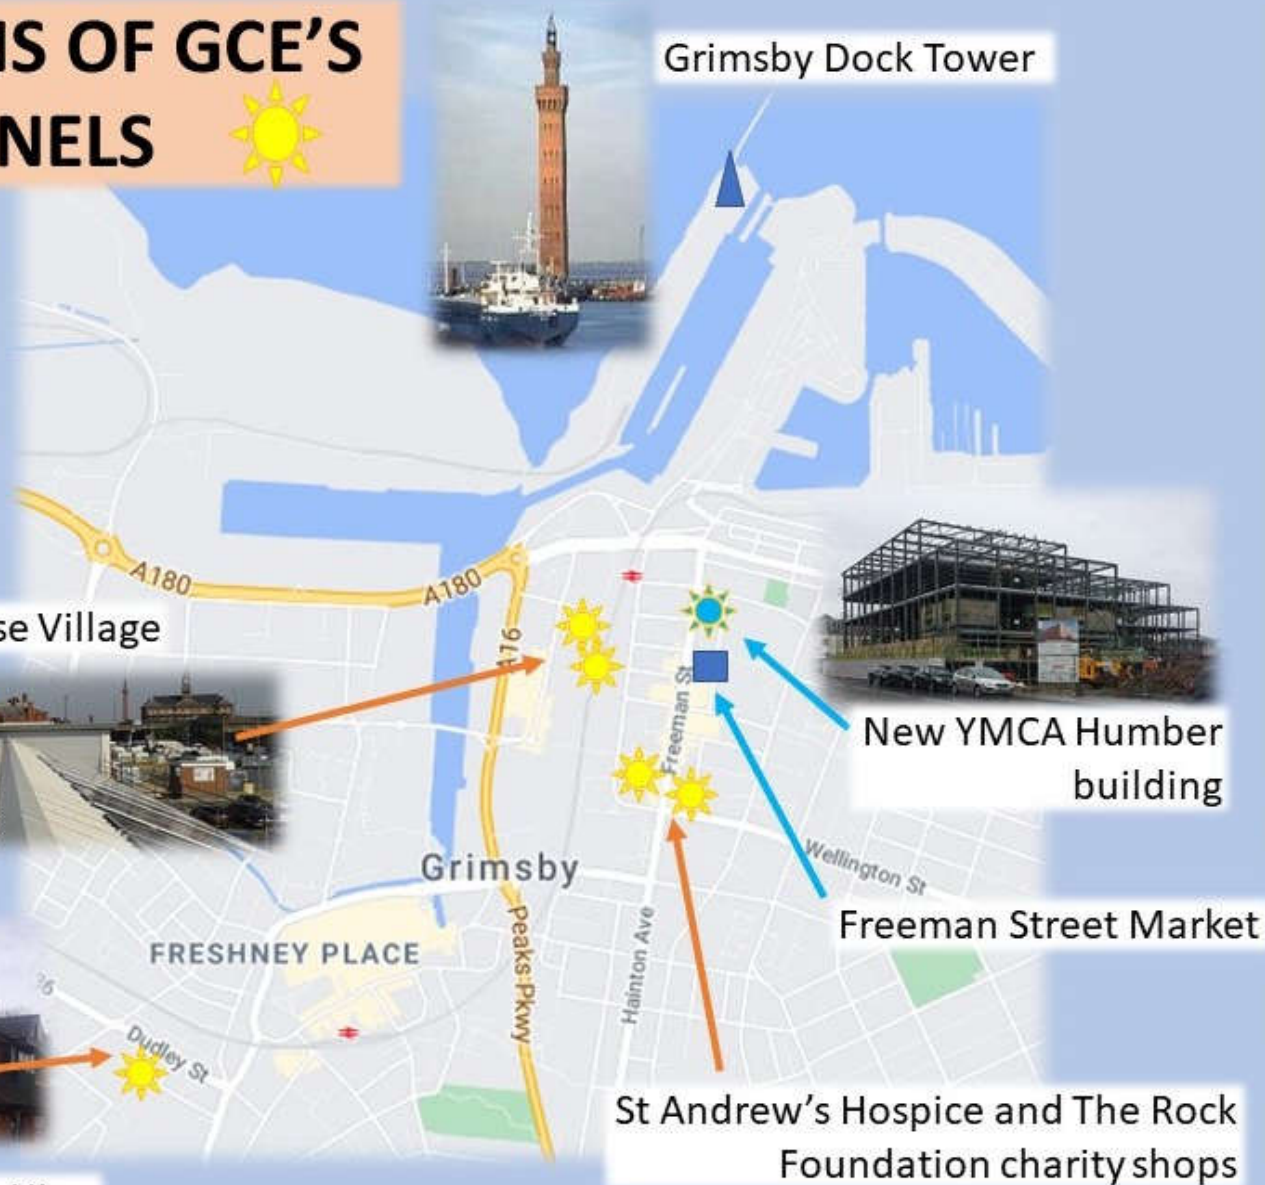 NS OF GCE'S
NELS
Grimsby Dock Tower
A180
A180
A16
se Village
Freeman St
New YMCA Humber
building
Wellington St
Grimsby
Freeman Street Market
FRESHNEY PLACE
Peaks Pkwy
Hainton Ave
Dudley St
St Andrew's Hospice and The Rock
Foundation charity shops